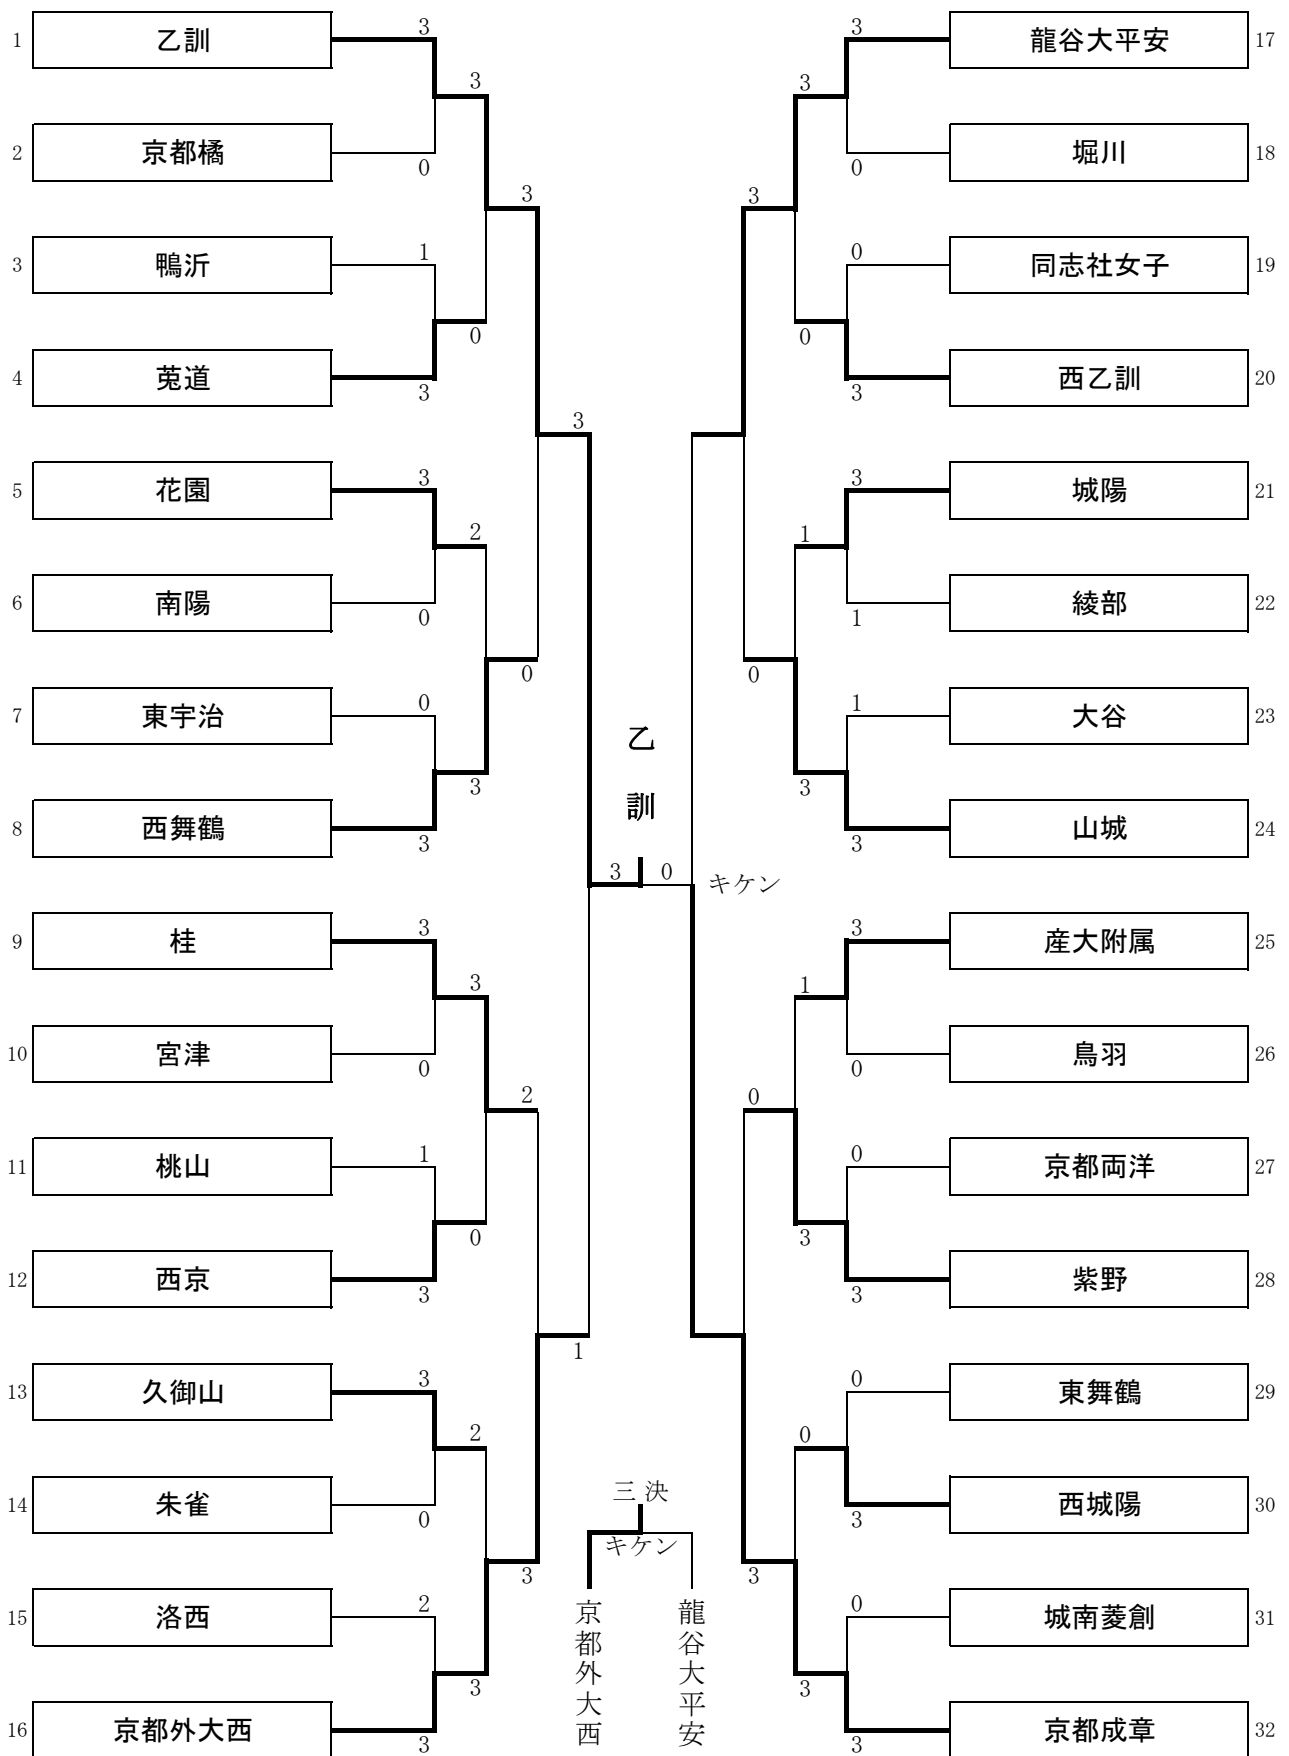 1 乙訓 3 3 龍谷大平安 17
3 3
2 京都橘 0 0 堀川 18
3 3
3 鴨沂 1 0 同志社女子 19
0 0
4 莵道 3 3 西乙訓 20
3
5 花園 3 3 城陽 21
2 1
6 南陽 0 1 綾部 22
0 0
7 東宇治 0 1 大谷 23
乙訓
3 3
8 西舞鶴 3 3 山城 24
3 0 キケン
9 桂 3 3 産大附属 25
3 1
10 宮津 0 0 鳥羽 26
2 0
11 桃山 1 0 京都両洋 27
0 3
12 西京 3 3 紫野 28
1
13 久御山 3 0 東舞鶴 29
2 0
三決
14 朱雀 0 3 西城陽 30
キケン
3 3
15 洛西 2 0 城南菱創 31
京都外大西
龍谷大平安
3 3
16 京都外大西 3 3 京都成章 32